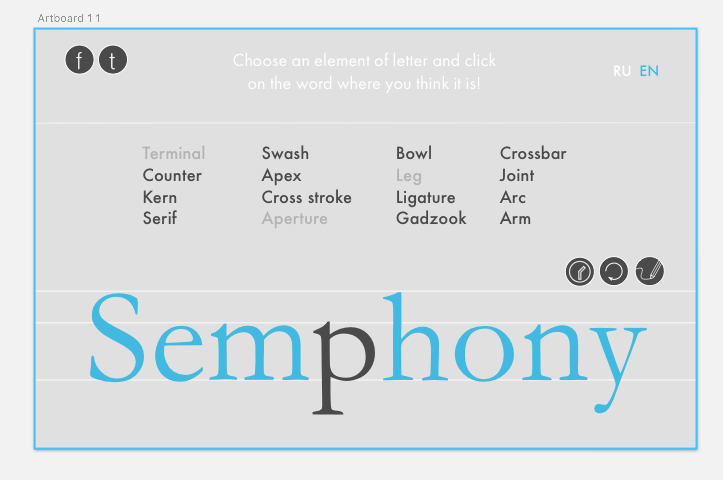 Artboard 11
f t
Choose an element of letter and click
on the word where you think it is!
RU EN
Terminal Swash Bowl Crossbar
Counter Apex Leg Joint
Kern Cross stroke Ligature Arc
Serif Aperture Gadzook Arm
Semphony